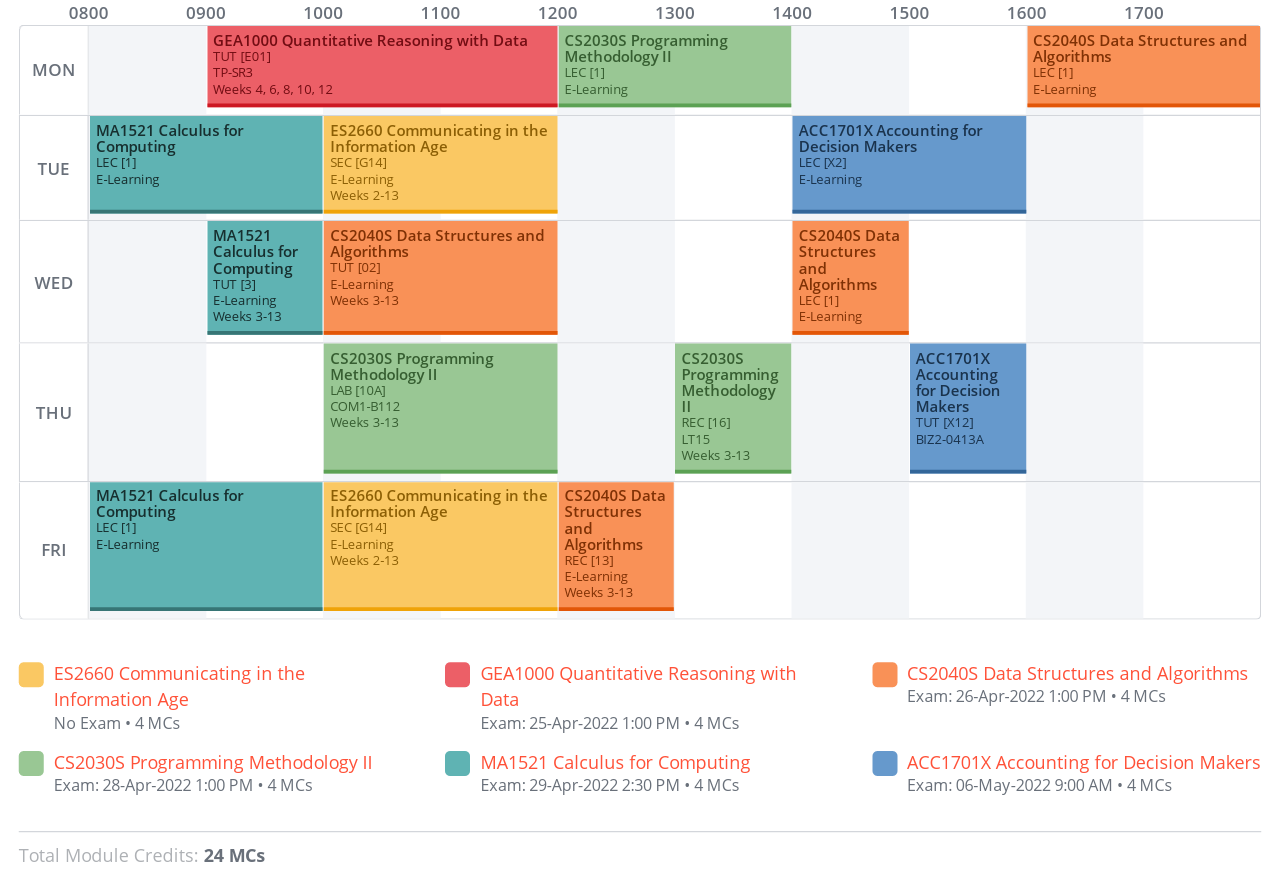 0800 0900 1000 1100 1200 1300 1400 1500 1600 1700
MON
GEA1000 Quantitative Reasoning with Data
TUT [E01]
TP-SR3
Weeks 4, 6, 8, 10, 12
CS2030S Programming
Methodology II
LEC [1]
E-Learning
CS2040S Data Structures and
Algorithms
LEC [1]
E-Learning
TUE
MA1521 Calculus for
Computing
LEC [1]
E-Learning
ES2660 Communicating in the
Information Age
SEC [G14]
E-Learning
Weeks 2-13
ACC1701X Accounting for
Decision Makers
LEC [X2]
E-Learning
WED
MA1521
Calculus for
Computing
TUT [3]
E-Learning
Weeks 3-13
CS2040S Data Structures and
Algorithms
TUT [02]
E-Learning
Weeks 3-13
CS2040S Data
Structures
and
Algorithms
LEC [1]
E-Learning
THU
CS2030S Programming
Methodology II
LAB [10A]
COM1-B112
Weeks 3-13
CS2030S
Programming
Methodology
II
REC [16]
LT15
Weeks 3-13
ACC1701X
Accounting
for Decision
Makers
TUT [X12]
BIZ2-0413A
FRI
MA1521 Calculus for
Computing
LEC [1]
E-Learning
ES2660 Communicating in the
Information Age
SEC [G14]
E-Learning
Weeks 2-13
CS2040S Data
Structures
and
Algorithms
REC [13]
E-Learning
Weeks 3-13
ES2660 Communicating in the
Information Age
No Exam • 4 MCs
GEA1000 Quantitative Reasoning with
Data
Exam: 25-Apr-2022 1:00 PM • 4 MCs
CS2040S Data Structures and Algorithms
Exam: 26-Apr-2022 1:00 PM • 4 MCs
CS2030S Programming Methodology II
Exam: 28-Apr-2022 1:00 PM • 4 MCs
MA1521 Calculus for Computing
Exam: 29-Apr-2022 2:30 PM • 4 MCs
ACC1701X Accounting for Decision Makers
Exam: 06-May-2022 9:00 AM • 4 MCs
Total Module Credits: 24 MCs